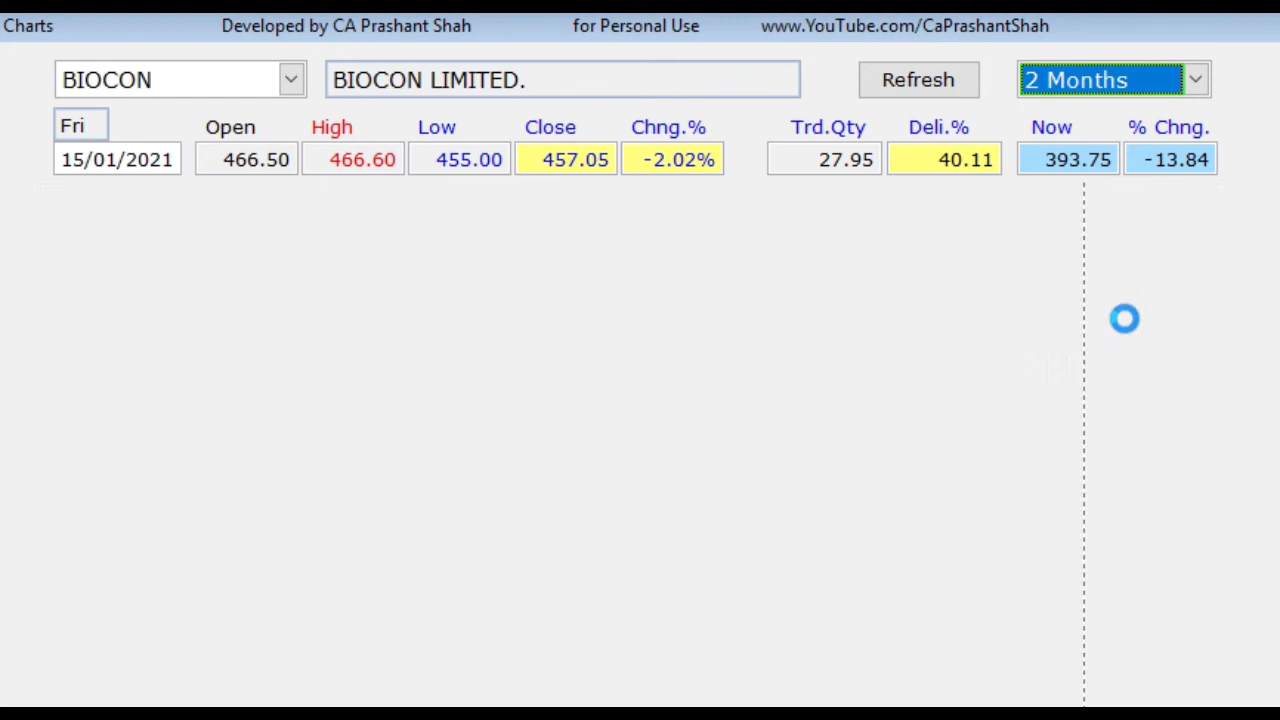 Charts Developed by CA Prashant Shah for Personal Use www.YouTube.com/CaPrashantShah
BIOCON BIOCON LIMITED. Refresh 2 Months
Fri Open High Low Close Chng.% Trd.Qty Deli.% Now % Chng.
15/01/2021 466.50 466.60 455.00 457.05 -2.02% 27.95 40.11 393.75 -13.84